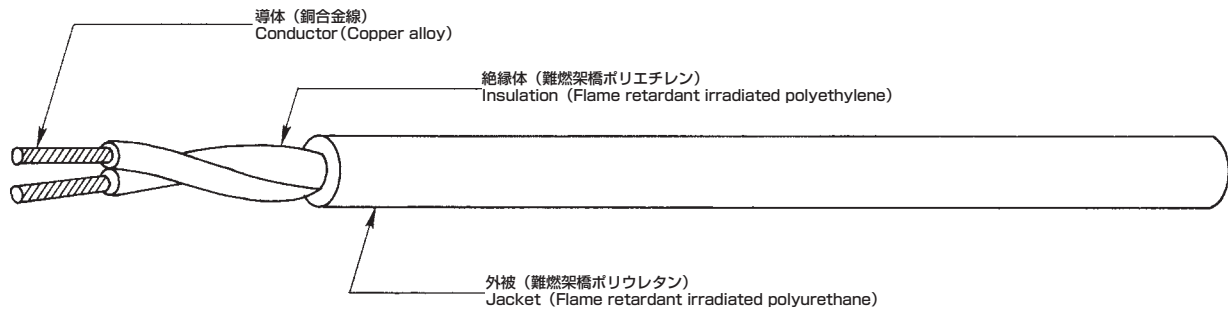 導体（銅合金線）
Conductor（Copper alloy）
絶縁体（難燃架橋ポリエチレン）
Insulation（Flame retardant irradiated polyethylene）
外被（難燃架橋ポリウレタン）
Jacket（Flame retardant irradiated polyurethane）